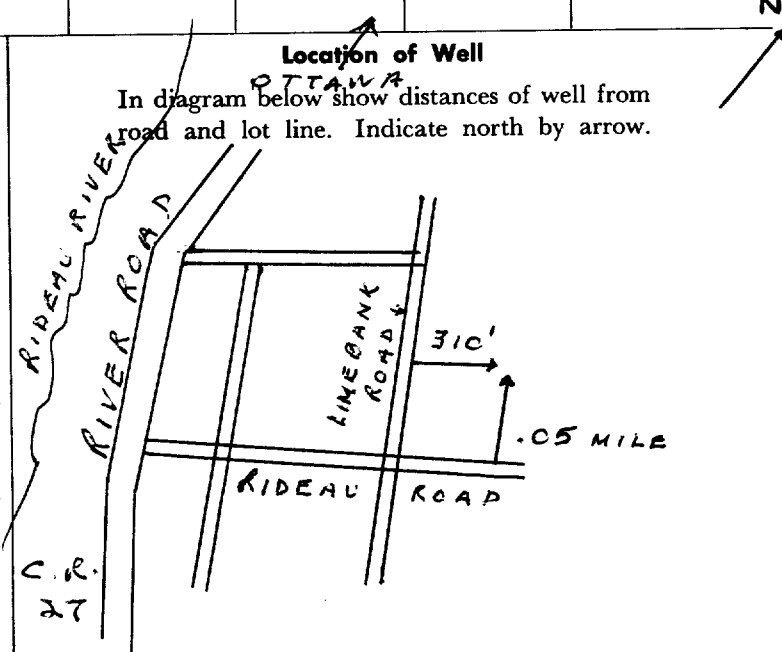 N
Location of Well
OTTAWA
In diagram below show distances of well from
road and lot line. Indicate north by arrow.
RIDEAU RIVER
RIVER ROAD
LIMEBANK
ROAD
310'
.05 MILE
RIDEAU ROAD
C.R.
27